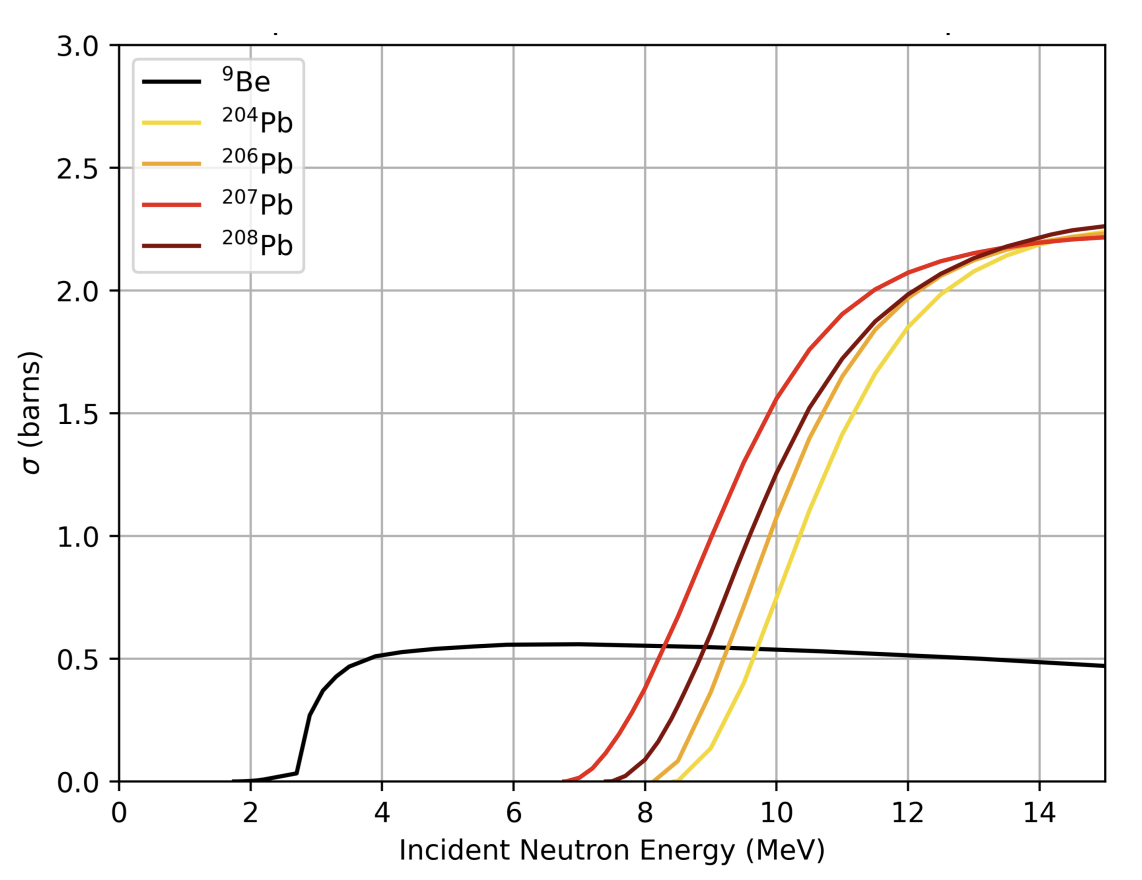 3.0
2.5
2.0
1.5
1.0
0.5
0.0
σ (barns)
⁹Be
²⁰⁴Pb
²⁰⁶Pb
²⁰⁷Pb
²⁰⁸Pb
0 2 4 6 8 10 12 14
Incident Neutron Energy (MeV)